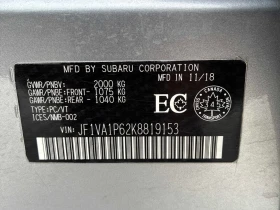 MFD. BY SUBARU CORPORATION
GVWR/PNBV: 2000 KG
MFD IN 11/18
GAWR/PNBE:FRONT- 1075 KG
GAWR/PNBE:REAR - 1040 KG
TYPE:PC/VT
ICES/NMB-002
EC
4
VIN: JF1VA1P62K8819153